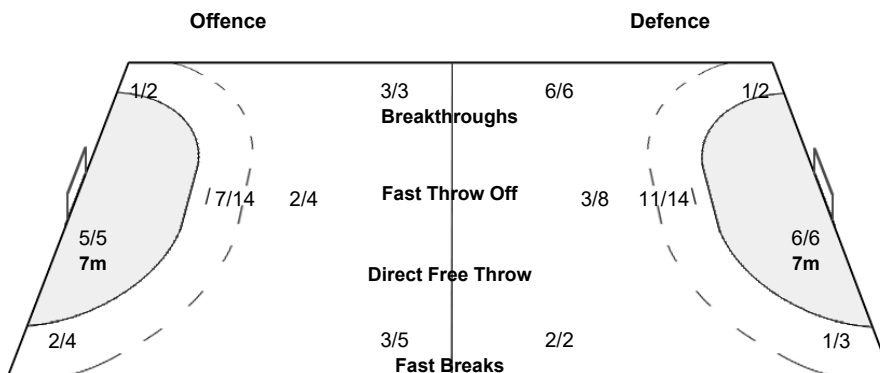 Offence Defence
1/2 3/3 6/6 1/2
Breakthroughs
7/14 2/4 Fast Throw Off 3/8 11/14
5/5 6/6
7m 7m
Direct Free Throw
2/4 3/5 2/2 1/3
Fast Breaks